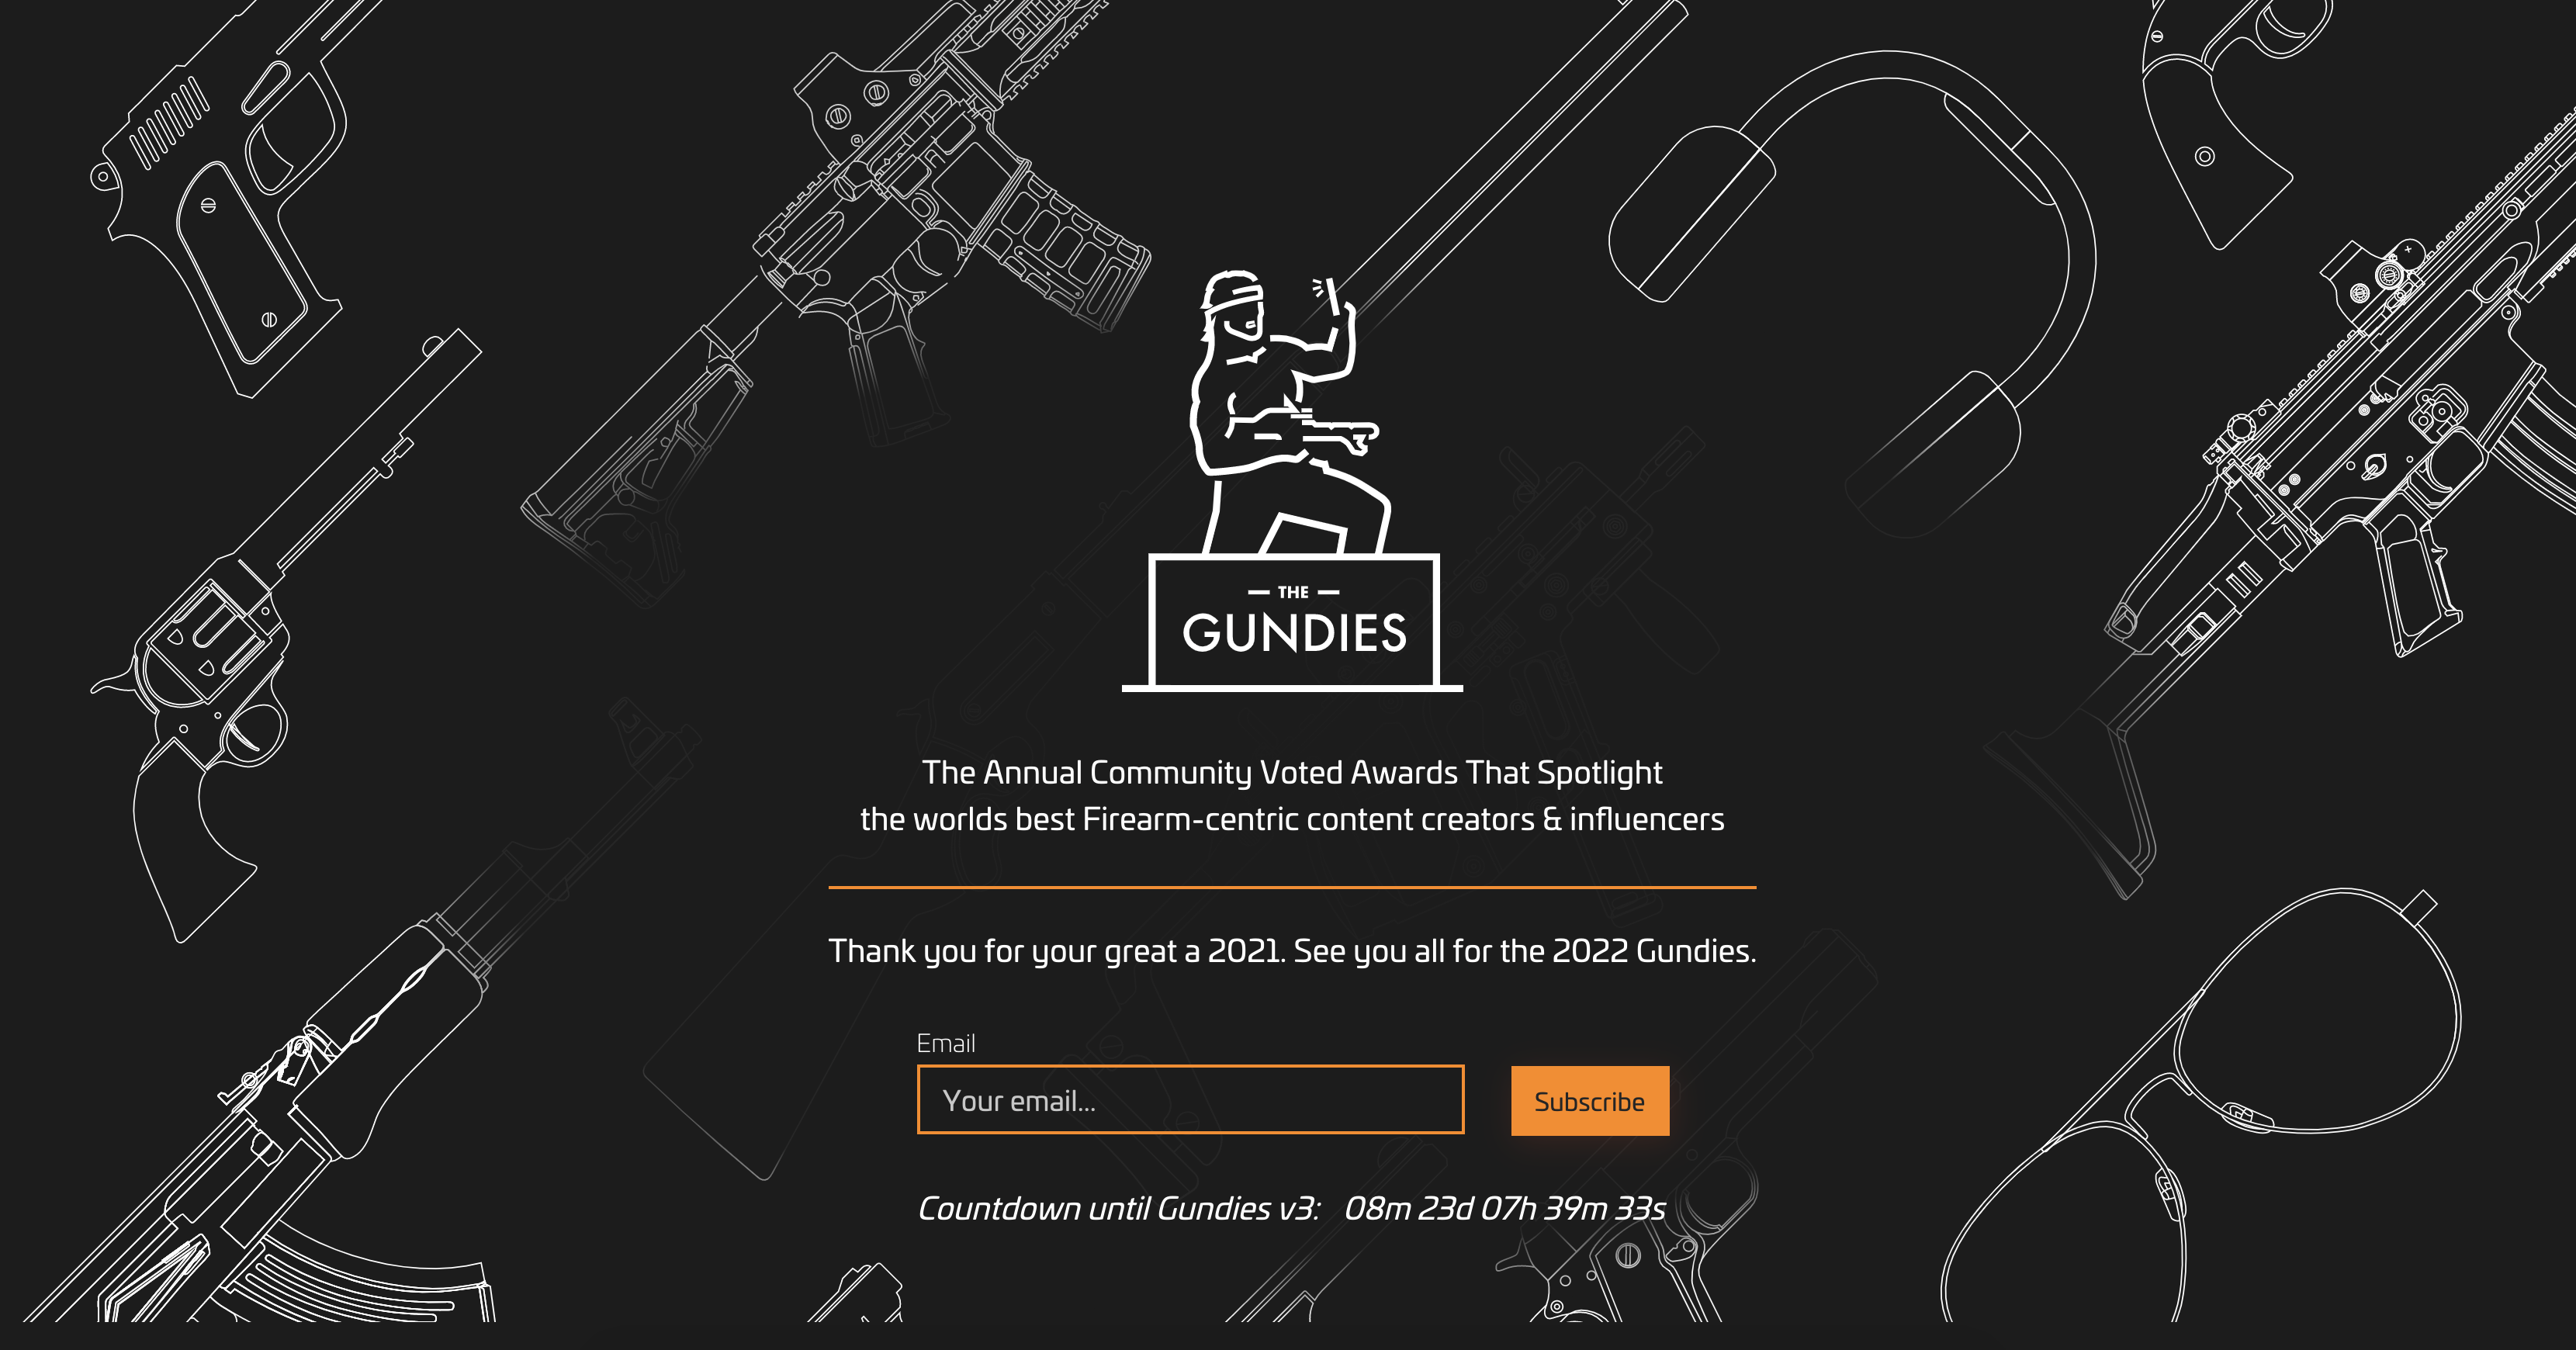 — THE —
GUNDIES
The Annual Community Voted Awards That Spotlight
the worlds best Firearm-centric content creators & influencers
Thank you for your great a 2021. See you all for the 2022 Gundies.
Email
Your email...
Subscribe
Countdown until Gundies v3: 08m 23d 07h 39m 33s